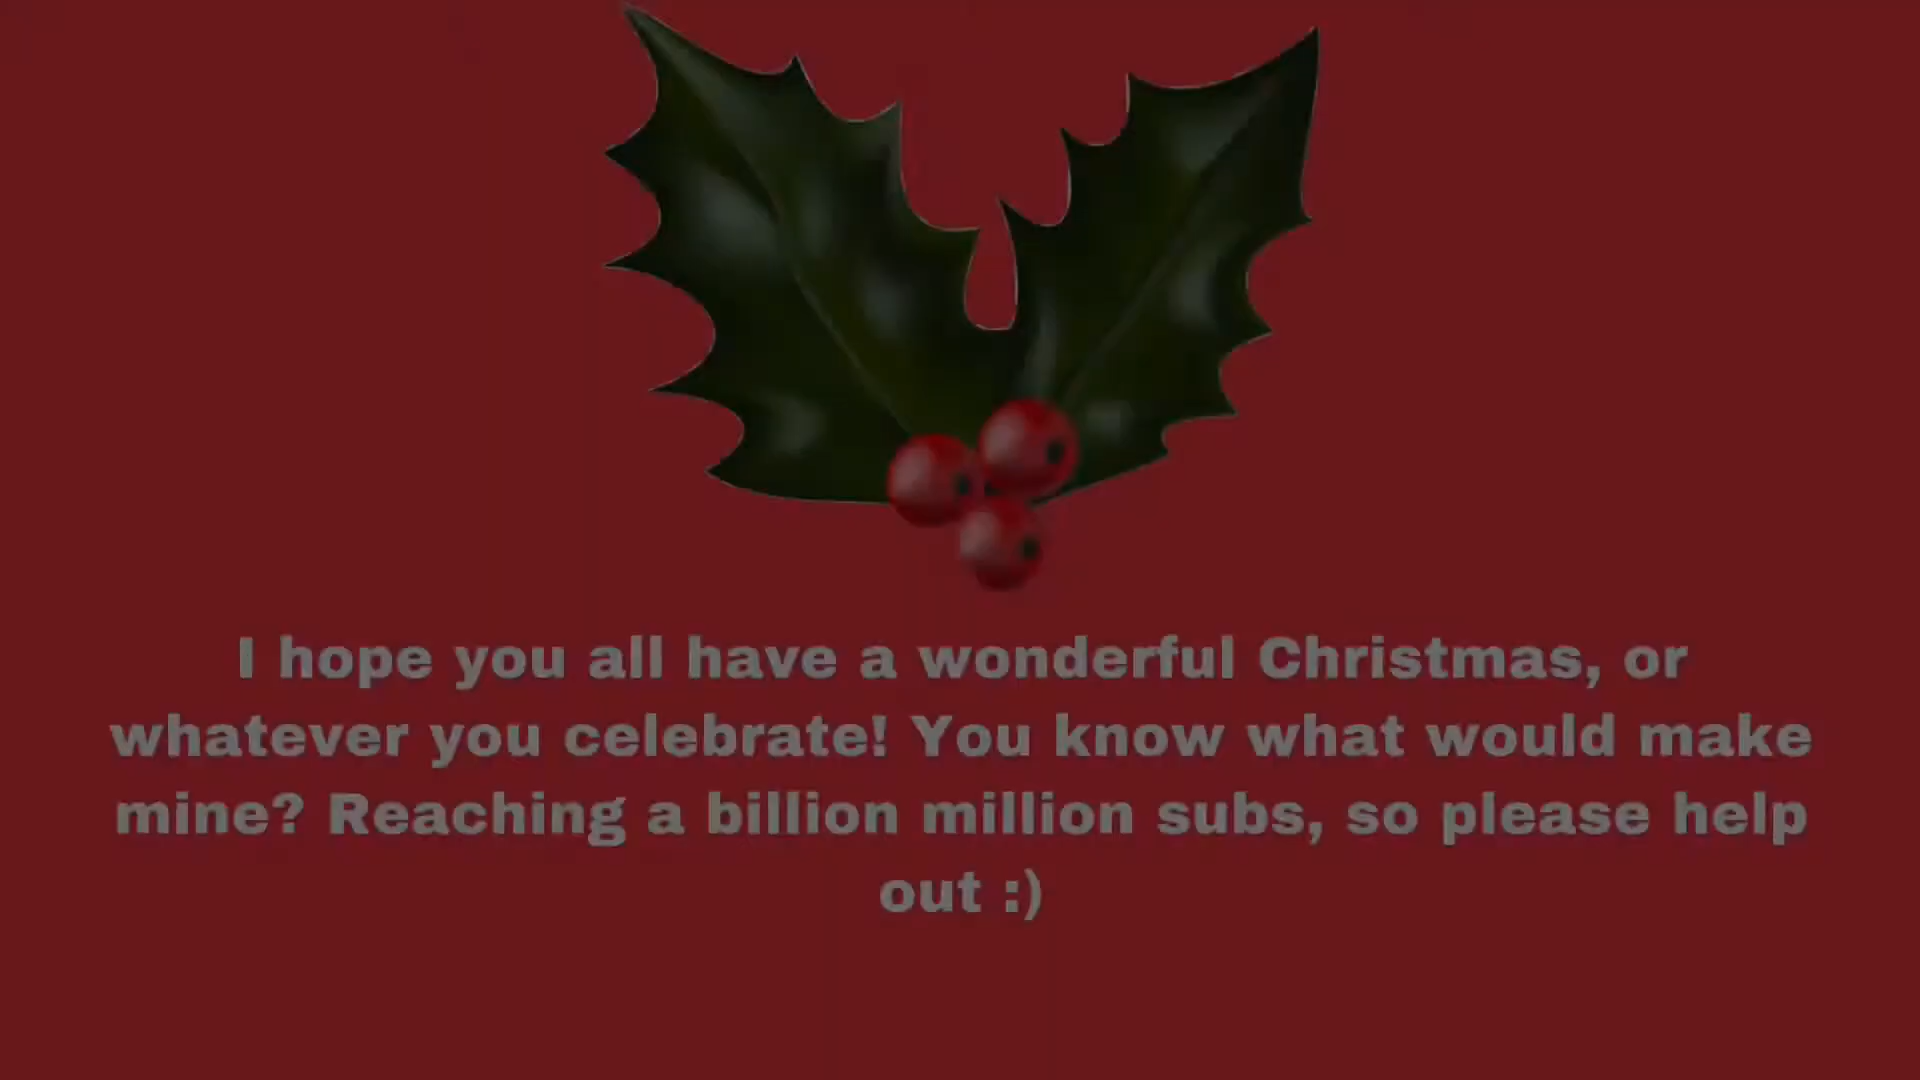 I hope you all have a wonderful Christmas, or
whatever you celebrate! You know what would make
mine? Reaching a billion million subs, so please help
out :)